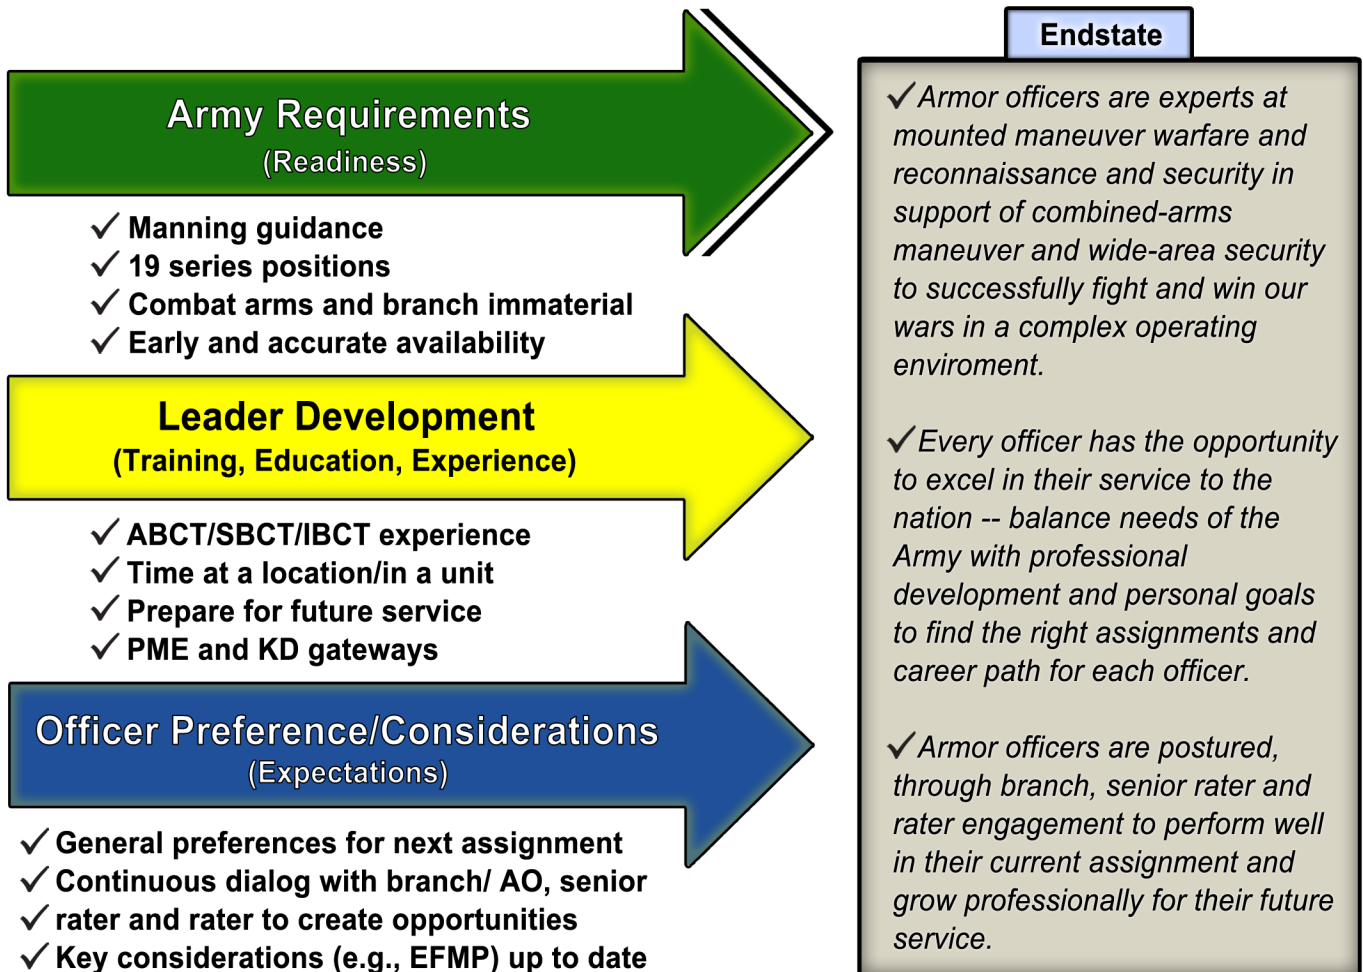 Army Requirements
(Readiness)
✓ Manning guidance
✓ 19 series positions
✓ Combat arms and branch immaterial
✓ Early and accurate availability
Leader Development
(Training, Education, Experience)
✓ ABCT/SBCT/IBCT experience
✓ Time at a location/in a unit
✓ Prepare for future service
✓ PME and KD gateways
Officer Preference/Considerations
(Expectations)
✓ General preferences for next assignment
✓ Continuous dialog with branch/ AO, senior
✓ rater and rater to create opportunities
✓ Key considerations (e.g., EFMP) up to date
Endstate
✓Armor officers are experts at
mounted maneuver warfare and
reconnaissance and security in
support of combined-arms
maneuver and wide-area security
to successfully fight and win our
wars in a complex operating
enviroment.
✓Every officer has the opportunity
to excel in their service to the
nation -- balance needs of the
Army with professional
development and personal goals
to find the right assignments and
career path for each officer.
✓Armor officers are postured,
through branch, senior rater and
rater engagement to perform well
in their current assignment and
grow professionally for their future
service.